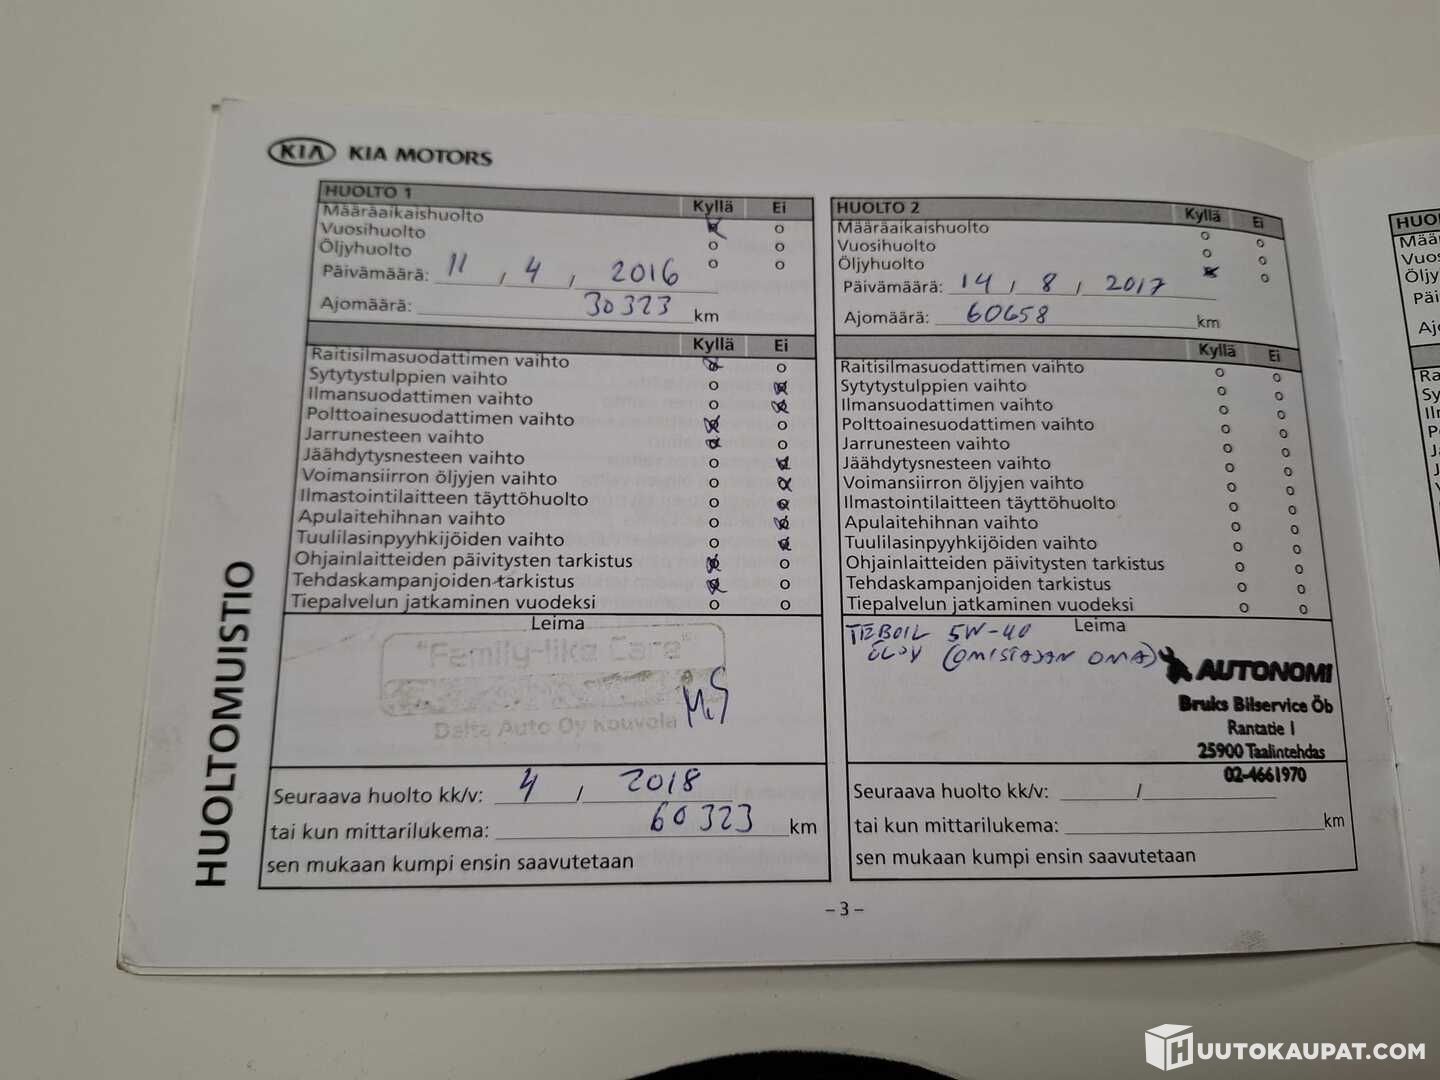 KIA KIA MOTORS
HUOLTO 1 Kyllä Ei
Määräaikaishuolto
Vuosihuolto
Öljyhuolto
Päivämäärä: 11 , 4 , 2016
Ajomäärä: 30323 km
Kyllä Ei
Raitisilmasuodattimen vaihto
Sytytystulppien vaihto
Ilmansuodattimen vaihto
Polttoainesuodattimen vaihto
Jarrunesteen vaihto
Jäähdytysnesteen vaihto
Voimansiirron öljyjen vaihto
Ilmastointilaitteen täyttöhuolto
Apulaitehihnan vaihto
Tuulilasinpyyhkijöiden vaihto
Ohjainlaitteiden päivitysten tarkistus
Tehdaskampanjoiden tarkistus
Tiepalvelun jatkaminen vuodeksi
Leima
"Family-like Care"
Delta Auto Oy Kouvola
Seuraava huolto kk/v: 4 / 2018
tai kun mittarilukema: 60323 km
sen mukaan kumpi ensin saavutetaan
HUOLTO 2 Kyllä Ei
Määräaikaishuolto
Vuosihuolto
Öljyhuolto
Päivämäärä: 14 , 8 , 2017
Ajomäärä: 60658 km
Kyllä Ei
Raitisilmasuodattimen vaihto
Sytytystulppien vaihto
Ilmansuodattimen vaihto
Polttoainesuodattimen vaihto
Jarrunesteen vaihto
Jäähdytysnesteen vaihto
Voimansiirron öljyjen vaihto
Ilmastointilaitteen täyttöhuolto
Apulaitehihnan vaihto
Tuulilasinpyyhkijöiden vaihto
Ohjainlaitteiden päivitysten tarkistus
Tehdaskampanjoiden tarkistus
Tiepalvelun jatkaminen vuodeksi
TEBOIL 5W-40 Leima
(OMISTAJAN OMA)
AUTONOMI
Bruks Bilservice Öb
Rantatie 1
25900 Taalintehdas
02-4661970
Seuraava huolto kk/v: /
tai kun mittarilukema: km
sen mukaan kumpi ensin saavutetaan
HUOLTOMUISTIO
– 3 –
HUUTOKAUPAT.COM